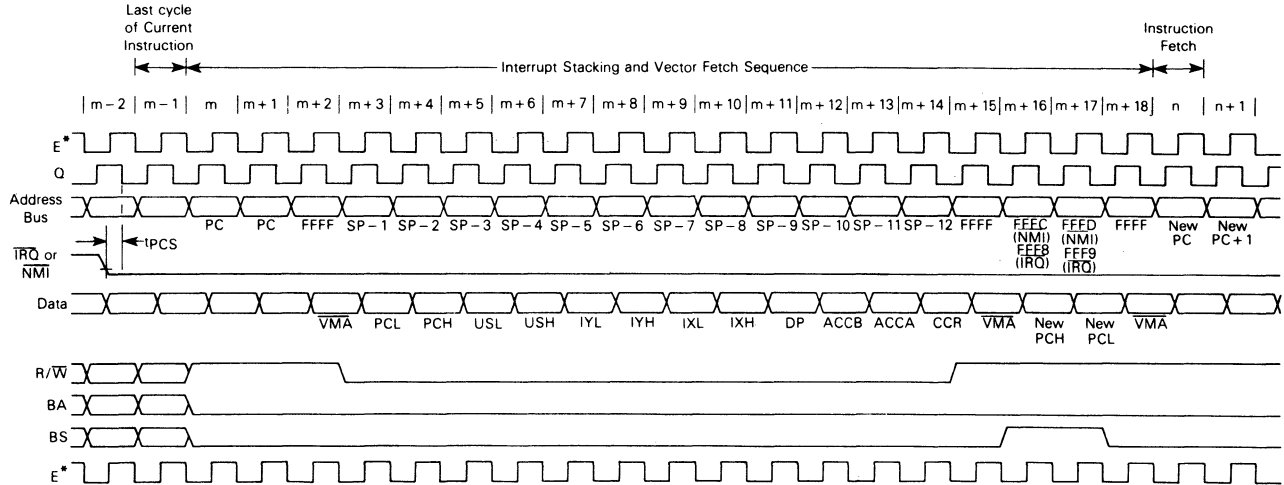 Last cycle
of Current
Instruction
Instruction
Fetch
Interrupt Stacking and Vector Fetch Sequence
m - 2 m - 1 m m + 1 m + 2 m + 3 m + 4 m + 5 m + 6 m + 7 m + 8 m + 9 m + 10 m + 11 m + 12 m + 13 m + 14 m + 15 m + 16 m + 17 m + 18 n n + 1
E*
Q
Address
Bus
PC PC FFFF SP - 1 SP - 2 SP - 3 SP - 4 SP - 5 SP - 6 SP - 7 SP - 8 SP - 9 SP - 10 SP - 11 SP - 12 FFFF FFFC FFFD FFFF New New
(NMI) (NMI) PC PC + 1
FFF8 FFF9
(IRQ) (IRQ)
tPCS
IRQ or
NMI
Data
VMA PCL PCH USL USH IYL IYH IXL IXH DP ACCB ACCA CCR VMA New New VMA
PCH PCL
R/W
BA
BS
E*